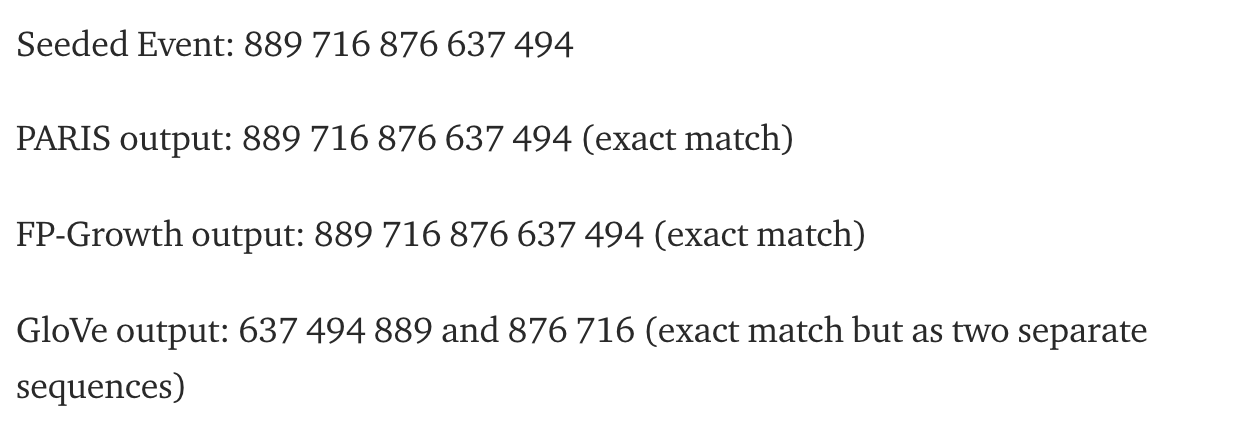 Seeded Event: 889 716 876 637 494
PARIS output: 889 716 876 637 494 (exact match)
FP-Growth output: 889 716 876 637 494 (exact match)
GloVe output: 637 494 889 and 876 716 (exact match but as two separate
sequences)